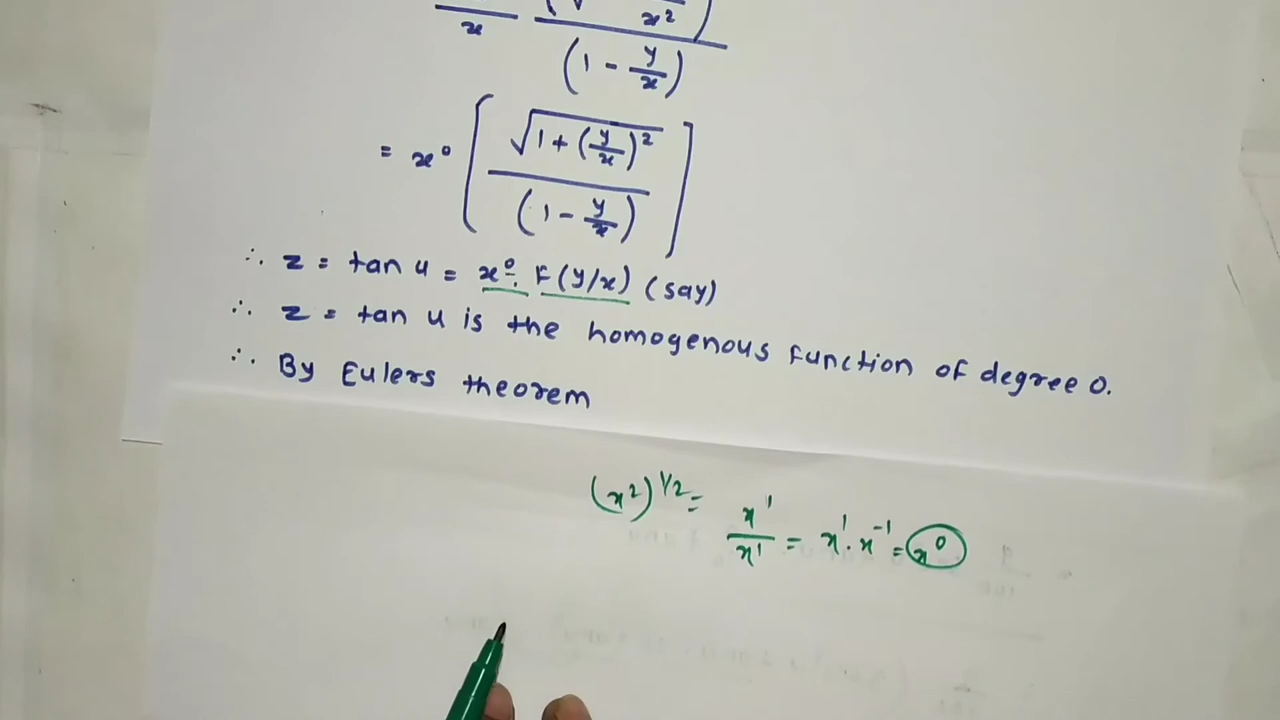 x x²
(1 - y/x)
= x⁰ [ √1 + (y/x)² / (1 - y/x) ]
∴ z = tan u = x⁰. F(y/x) (say)
∴ z = tan u is the homogenous function of degree 0.
∴ By Eulers theorem
(x²)^1/2 = x¹/x¹ = x¹ . x⁻¹ = x⁰